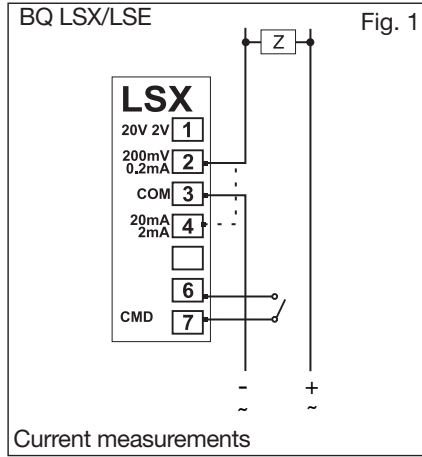 BQ LSX/LSE
Fig. 1
Z
LSX
20V 2V 1
200mV
0.2mA 2
COM 3
20mA
2mA 4
6
CMD 7
- +
~ ~
Current measurements